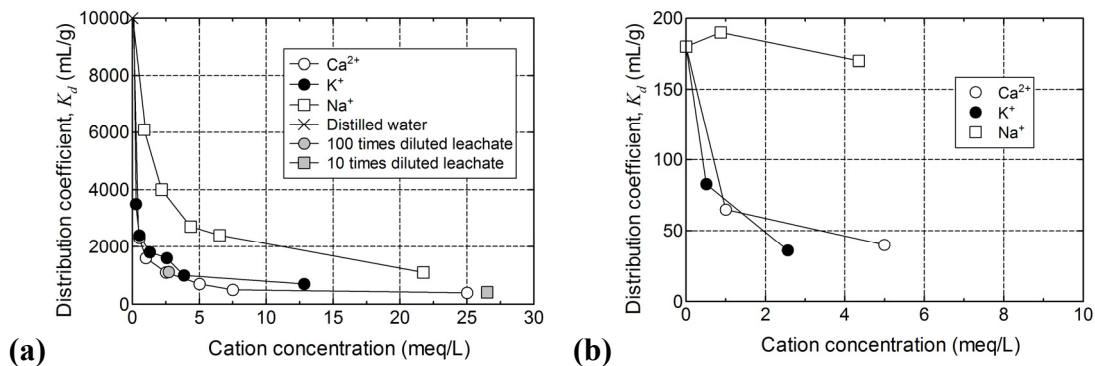 10000
8000
6000
4000
2000
0
Distribution coefficient, K_d (mL/g)
Ca²⁺
K⁺
Na⁺
Distilled water
100 times diluted leachate
10 times diluted leachate
0 5 10 15 20 25 30
Cation concentration (meq/L)
(a)
200
150
100
50
0
Distribution coefficient, K_d (mL/g)
Ca²⁺
K⁺
Na⁺
0 2 4 6 8 10
Cation concentration (meq/L)
(b)